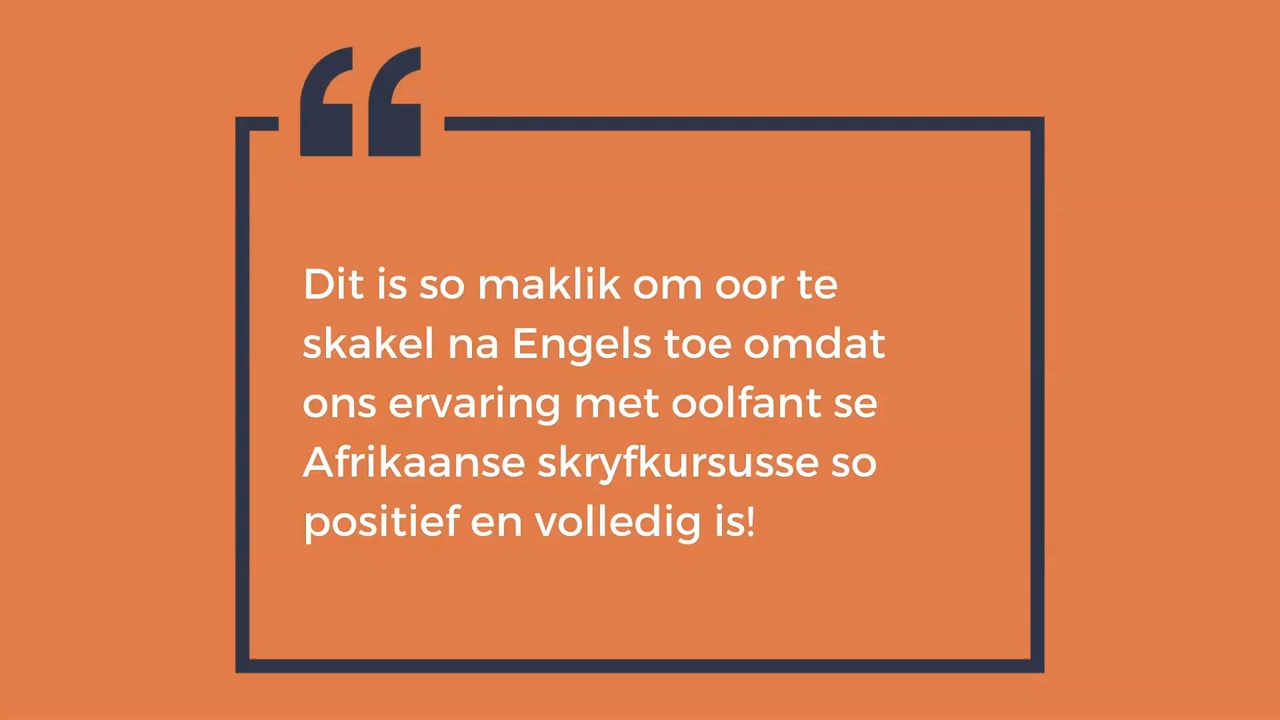 Dit is so maklik om oor te
skakel na Engels toe omdat
ons ervaring met oolfant se
Afrikaanse skryfkursusse so
positief en volledig is!